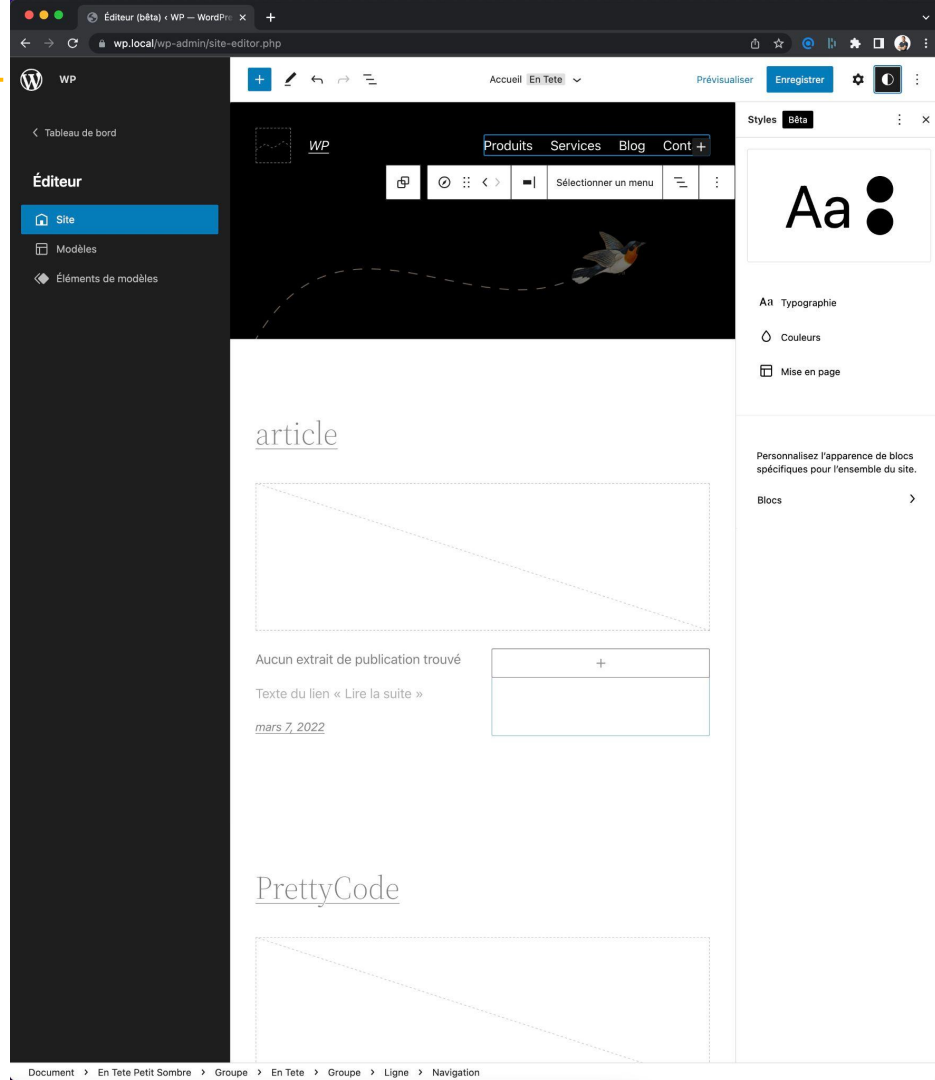 Éditeur (bêta) ‹ WP — WordPre
wp.local/wp-admin/site-editor.php
WP
Accueil En Tete
Prévisualiser
Enregistrer
Tableau de bord
Éditeur
Site
Modèles
Éléments de modèles
WP
Produits Services Blog Cont
Sélectionner un menu
Styles Bêta
Aa
Aa Typographie
Couleurs
Mise en page
Personnalisez l'apparence de blocs
spécifiques pour l'ensemble du site.
Blocs
article
Aucun extrait de publication trouvé
Texte du lien « Lire la suite »
mars 7, 2022
PrettyCode
Document > En Tete Petit Sombre > Groupe > En Tete > Groupe > Ligne > Navigation